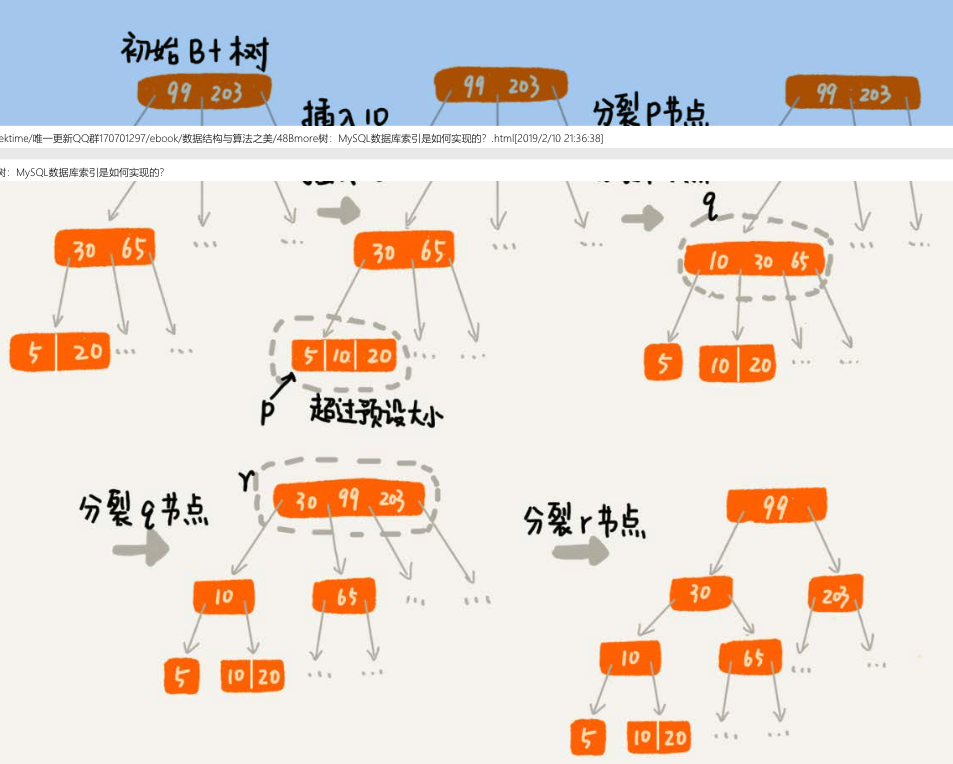 初始B+树
99 203
插入10
99 203
分裂P节点
99 203
ektime/唯一更新QQ群170701297/ebook/数据结构与算法之美/48Bmore树：MySQL数据库索引是如何实现的？.html[2019/2/10 21:36:38]
树：MySQL数据库索引是如何实现的？
q
30 65
...
...
30 65
...
...
10 30 65
...
...
5 20
...
...
5 10 20
...
...
5
10 20
...
...
p
超过预设大小
分裂q节点
r
30 99 203
分裂r节点
99
10
65
...
...
30
203
5
10 20
...
...
10
65
...
...
5
10 20
...
...